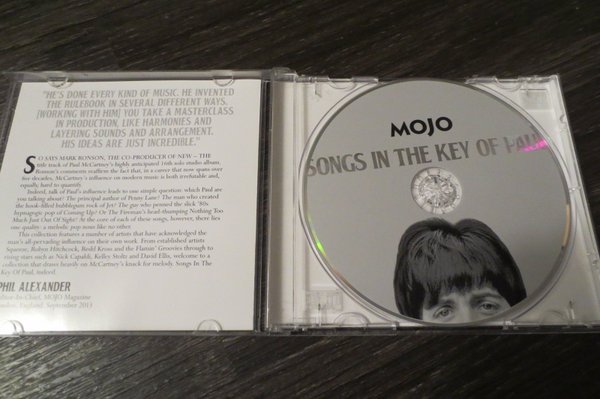 "HE'S DONE EVERY KIND OF MUSIC. HE INVENTED
THE RULEBOOK IN SEVERAL DIFFERENT WAYS.
[WORKING WITH HIM] YOU TAKE A MASTERCLASS
IN PRODUCTION, LIKE HARMONIES AND
LAYERING SOUNDS AND ARRANGEMENT.
HIS IDEAS ARE JUST INCREDIBLE."
SO SAYS MARK RONSON, THE CO-PRODUCER OF NEW – THE
title track of Paul McCartney's highly anticipated 16th solo studio album.
Ronson's comments reaffirm the fact that, in a career that now spans over
five decades, McCartney's influence on modern music is both irrefutable and,
equally, hard to quantify.
Indeed, talk of Paul's influence leads to one simple question: which Paul are
you talking about? The principal author of Penny Lane? The man who created
the book-filled bubblegum rock of Jet? The guy who penned the slick '80s
hypnagogic pop of Coming Up? Or The Fireman's head-thumping Nothing Too
Much Just Out Of Sight? At the core of each of these songs, however, there lies
one quality: a melodic pop nous like no other.
This collection features a number of artists that have acknowledged the
man's all-pervading influence on their own work. From established artists
Squeeze, Robyn Hitchcock, Redd Kross and the Flamin' Groovies through to
rising stars such as Nick Capaldi, Kelley Stoltz and David Ellis, welcome to a
collection that draws heavily on McCartney's knack for melody. Songs In The
Key Of Paul, indeed.
PHIL ALEXANDER
Editor-In-Chief, MOJO Magazine
London, England, September 2013
MOJO
SONGS IN THE KEY OF PAUL